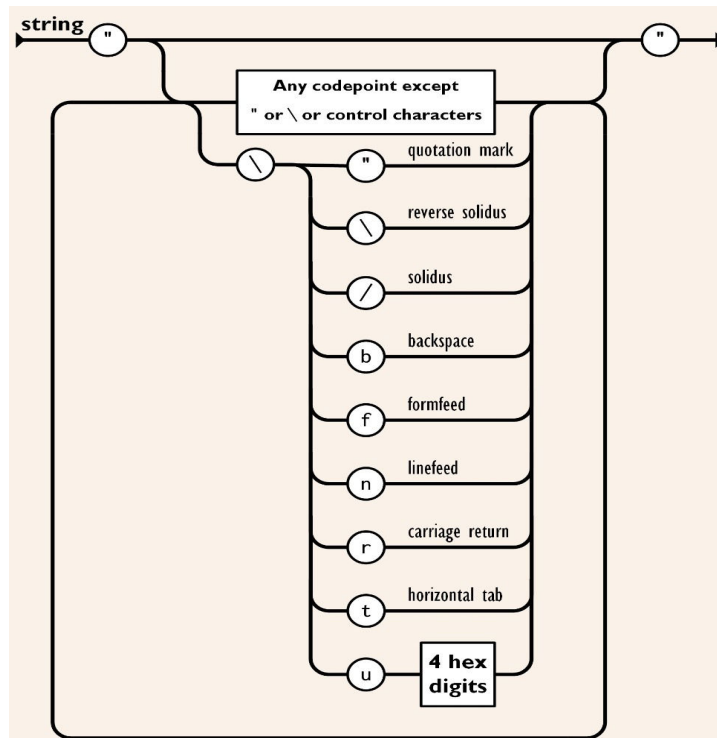 string
" "
Any codepoint except
" or \ or control characters
\ " quotation mark
\ reverse solidus
/ solidus
b backspace
f formfeed
n linefeed
r carriage return
t horizontal tab
u 4 hex
digits